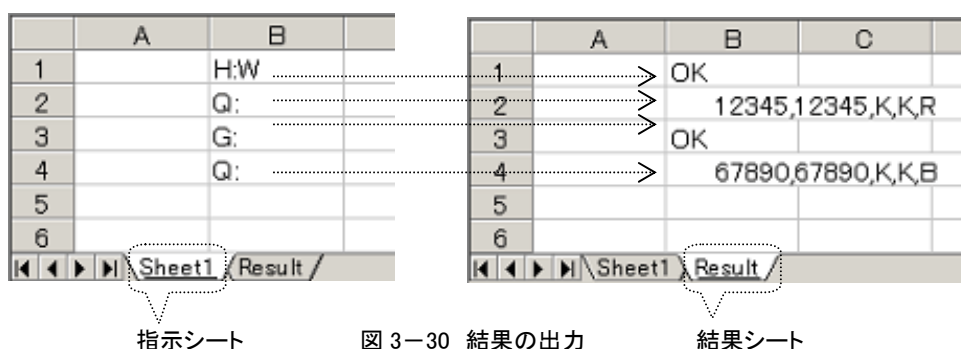 A B
1 H:W
2 Q:
3 G:
4 Q:
5
6
Sheet1 Result
A B C
1 OK
2 12345,12345,K,K,R
3 OK
4 67890,67890,K,K,B
5
6
Sheet1 Result
指示シート 図 3－30 結果の出力 結果シート